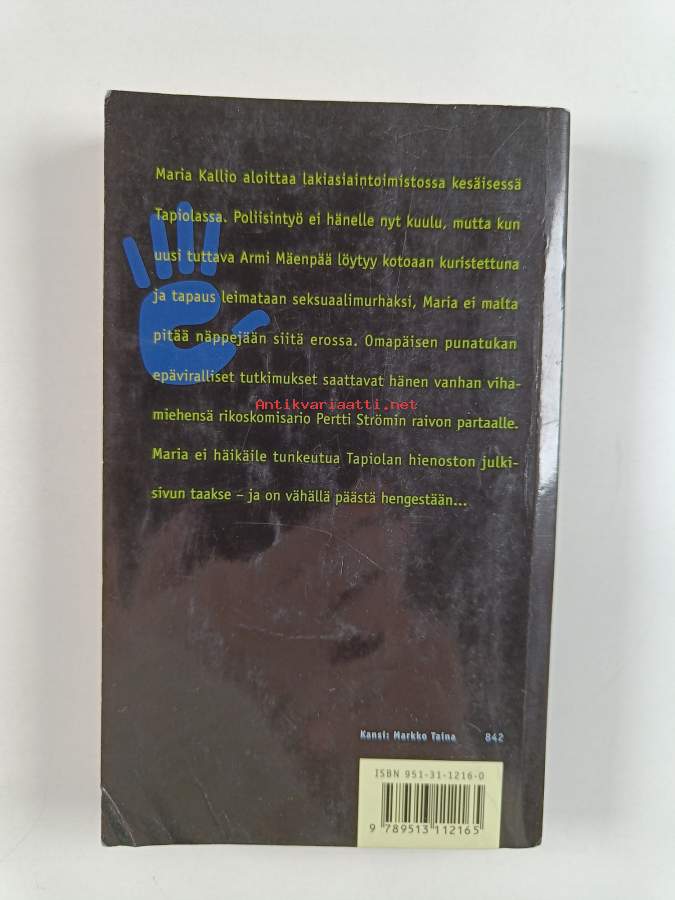 Maria Kallio aloittaa lakiasiaintoimistossa kesäisessä
Tapiolassa. Poliisintyö ei hänelle nyt kuulu, mutta kun
uusi tuttava Armi Mäenpää löytyy kotoaan kuristettuna
ja tapaus leimataan seksuaalimurhaksi, Maria ei malta
pitää näppejään siitä erossa. Omapäisen punatukan
epäviralliset tutkimukset saattavat hänen vanhan viha-
Antikvariaatti.net
miehensä rikoskomisario Pertti Strömin raivon partaalle.
Maria ei häikäile tunkeutua Tapiolan hienoston julki-
sivun taakse – ja on vähällä päästä hengestään...
Kansi: Markko Taina 842
ISBN 951-31-1216-0
9 789513 112165